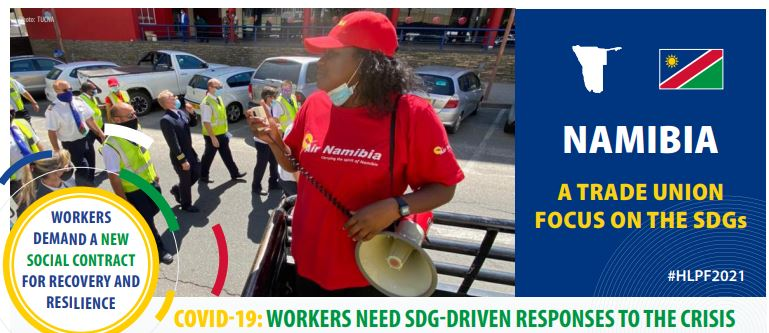 Photo: TUCNA
Air Namibia
Carrying the spirit of Namibia
NAMIBIA
A TRADE UNION
FOCUS ON THE SDGs
#HLPF2021
WORKERS
DEMAND A NEW
SOCIAL CONTRACT
FOR RECOVERY AND
RESILIENCE
COVID-19: WORKERS NEED SDG-DRIVEN RESPONSES TO THE CRISIS